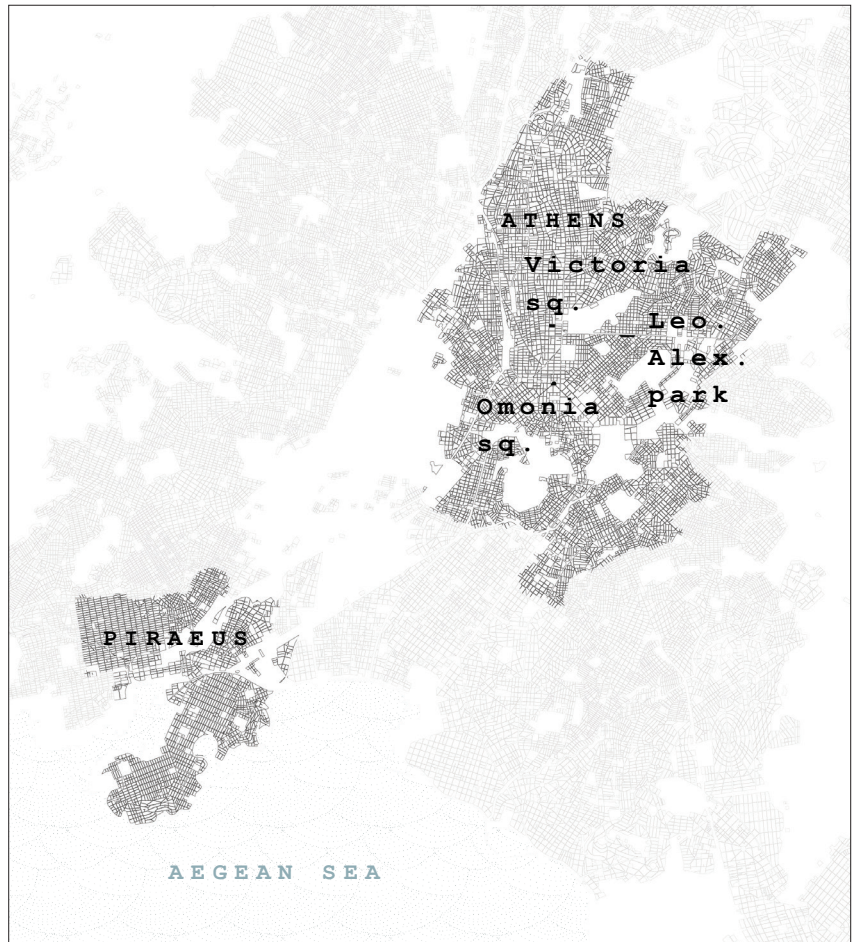 ATHENS
Victoria
sq.
Leo.
Alex.
park
Omonia
sq.
PIRAEUS
AEGEAN SEA